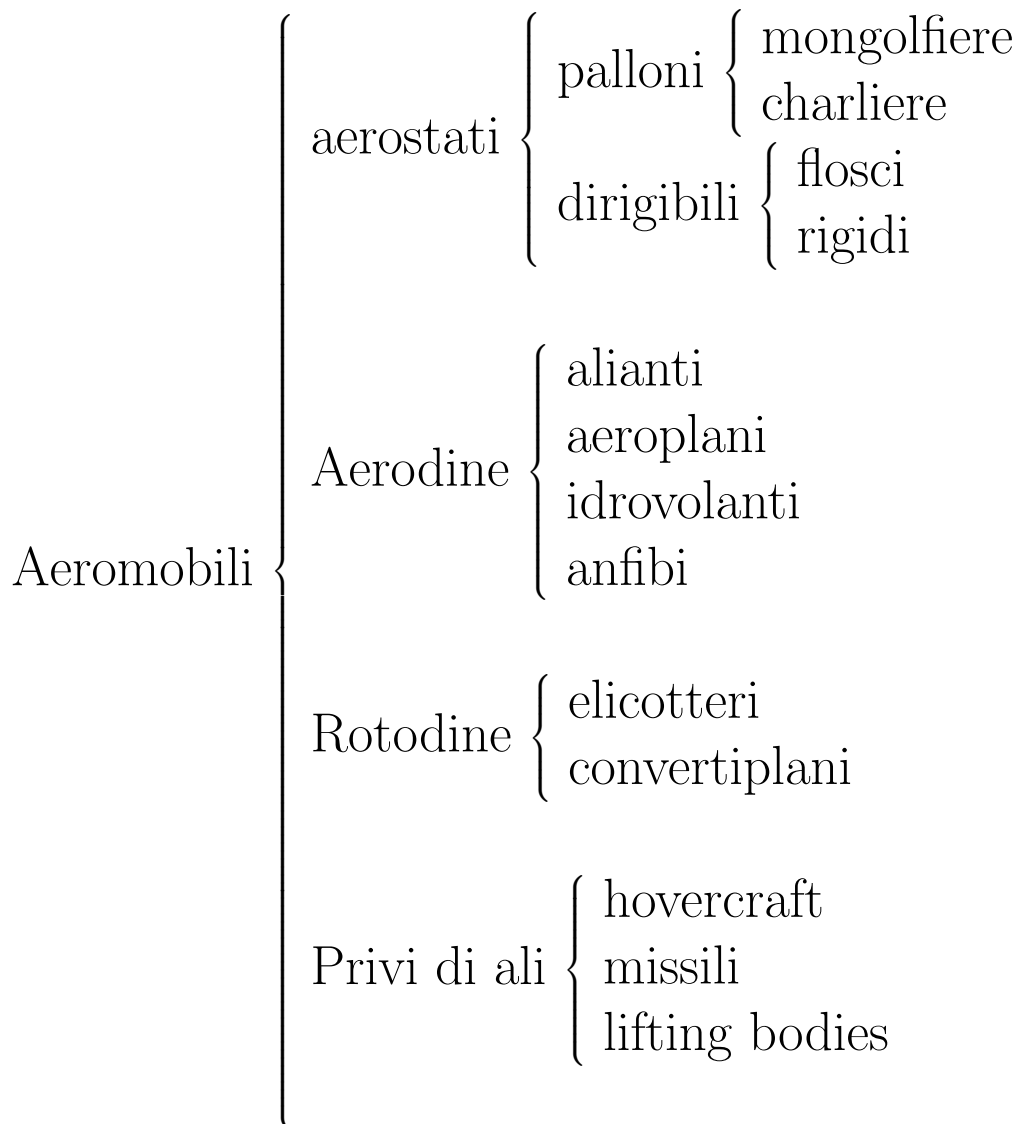 Aeromobili
aerostati
palloni
mongolfiere
charliere
dirigibili
flosci
rigidi
Aerodine
alianti
aeroplani
idrovolanti
anfibi
Rotodine
elicotteri
convertiplani
Privi di ali
hovercraft
missili
lifting bodies